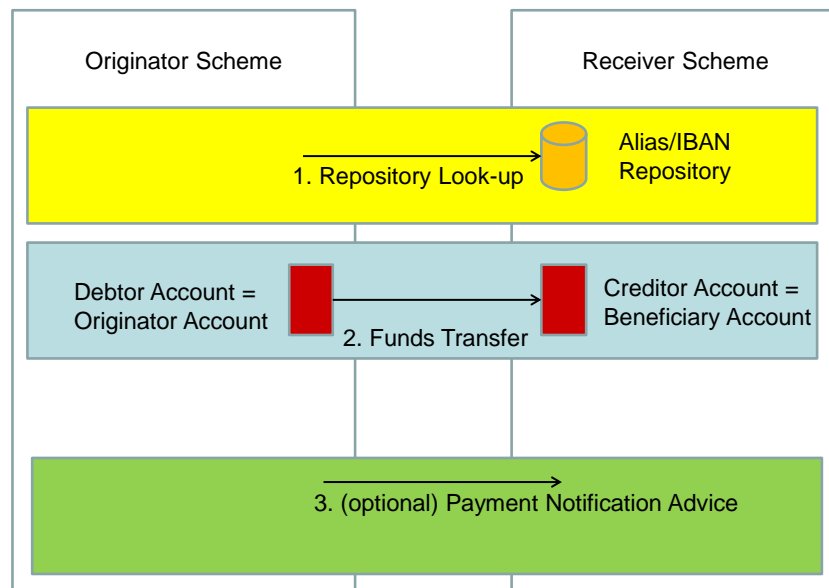 Originator Scheme
Receiver Scheme
Alias/IBAN
Repository
1. Repository Look-up
Debtor Account =
Originator Account
Creditor Account =
Beneficiary Account
2. Funds Transfer
3. (optional) Payment Notification Advice